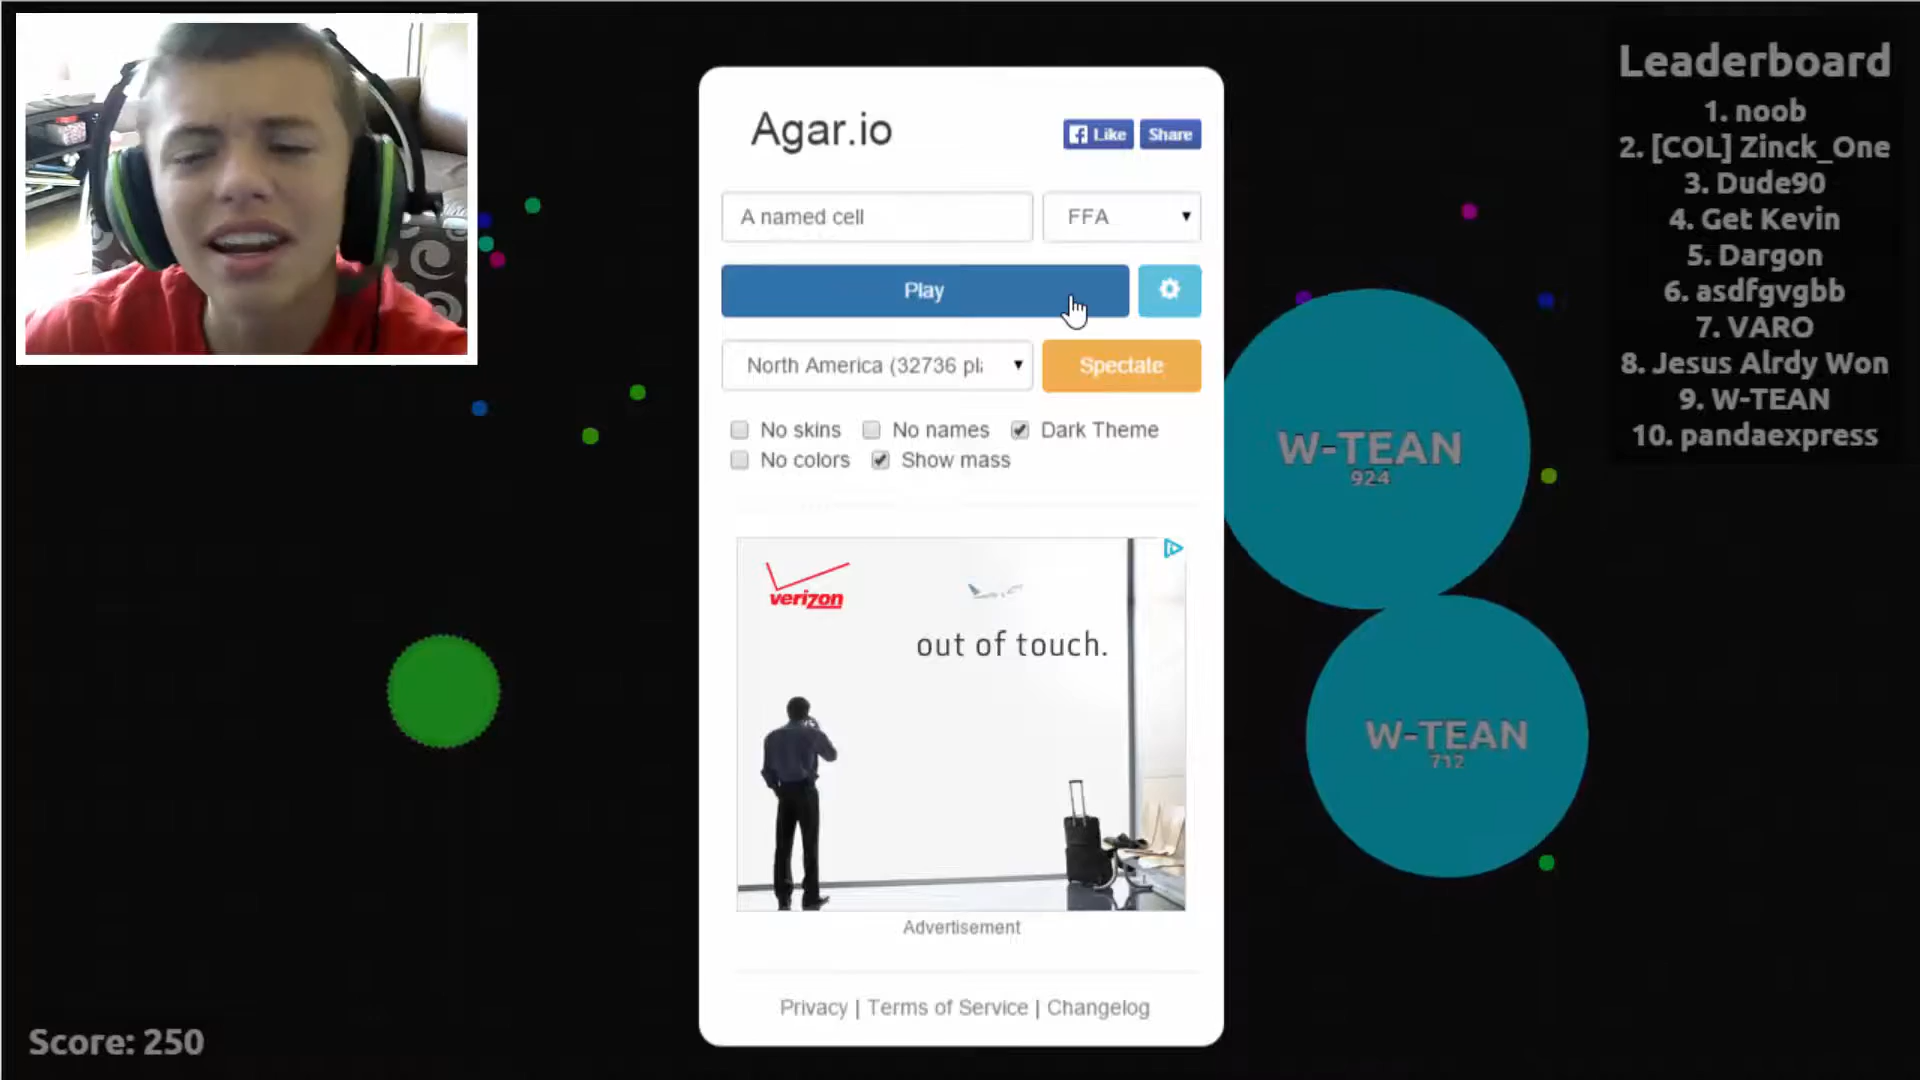 Agar.io
Like Share
A named cell
FFA
Play
North America (32736 pla
Spectate
No skins No names Dark Theme
No colors Show mass
verizon
out of touch.
Advertisement
Privacy | Terms of Service | Changelog
Leaderboard
1. noob
2. [COL] Zinck_One
3. Dude90
4. Get Kevin
5. Dargon
6. asdfgvgbb
7. VARO
8. Jesus Alrdy Won
9. W-TEAN
10. pandaexpress
W-TEAN
924
W-TEAN
712
Score: 250